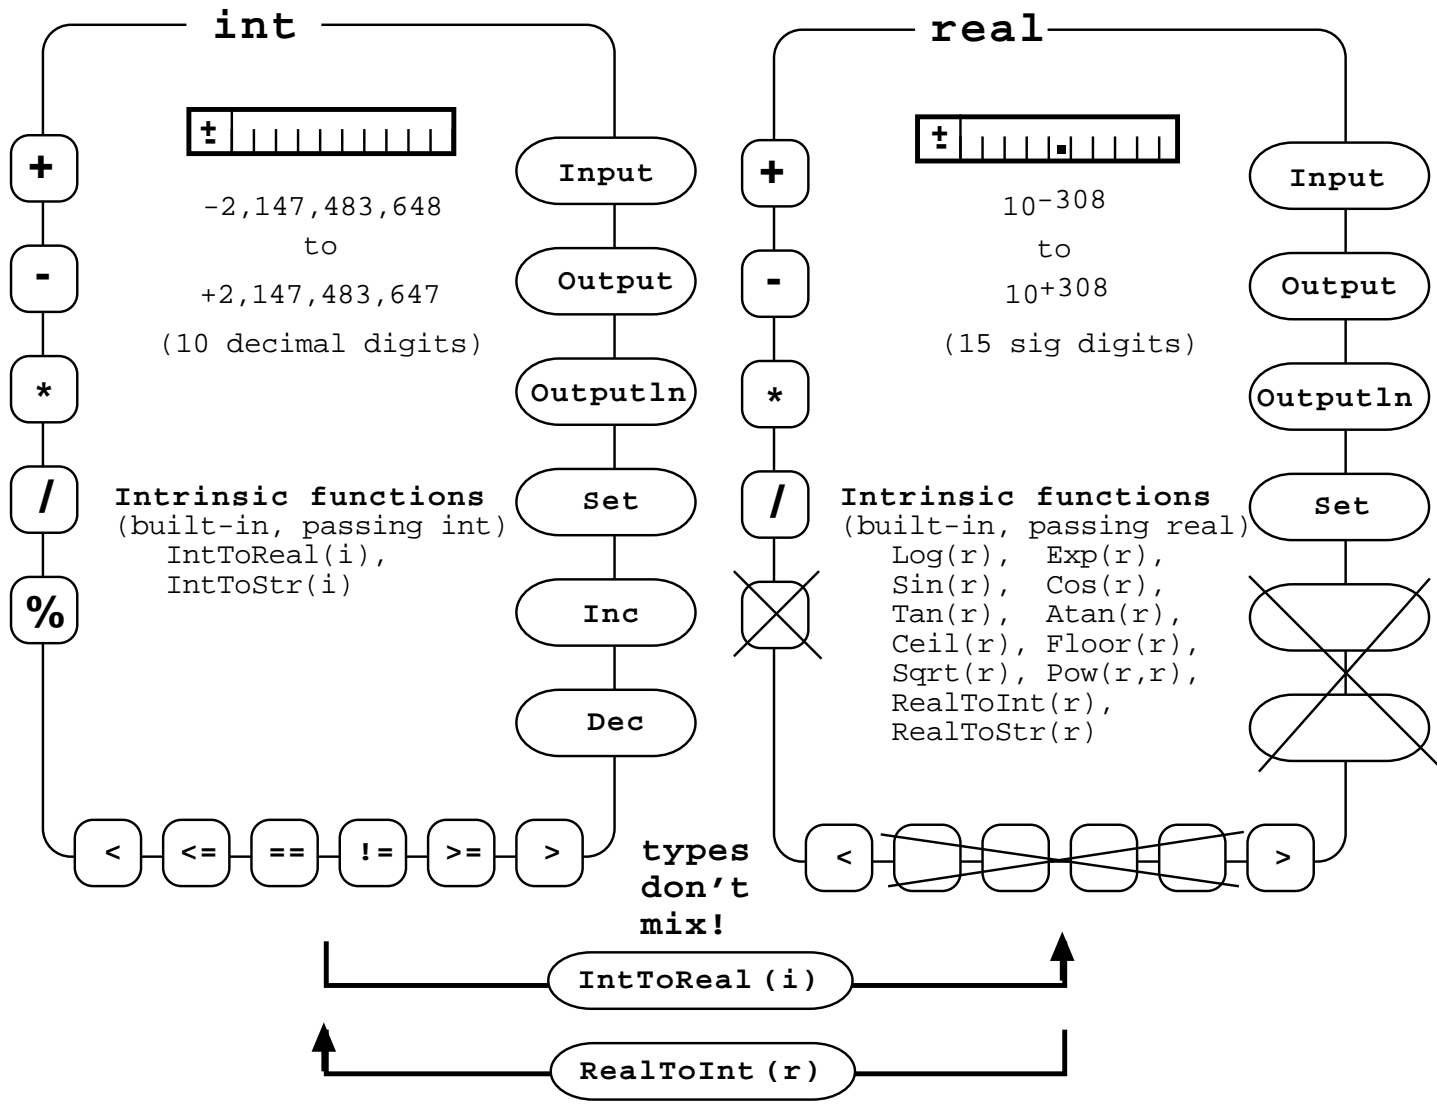 int
±
-2,147,483,648
to
+2,147,483,647
(10 decimal digits)
+
-
*
/
%
Input
Output
Outputln
Set
Inc
Dec
Intrinsic functions
(built-in, passing int)
IntToReal(i),
IntToStr(i)
< <= == != >= >
real
±
10-308
to
10+308
(15 sig digits)
+
-
*
/
Input
Output
Outputln
Set
Intrinsic functions
(built-in, passing real)
Log(r), Exp(r),
Sin(r), Cos(r),
Tan(r), Atan(r),
Ceil(r), Floor(r),
Sqrt(r), Pow(r,r),
RealToInt(r),
RealToStr(r)
< >
types
don't
mix!
IntToReal(i)
RealToInt(r)